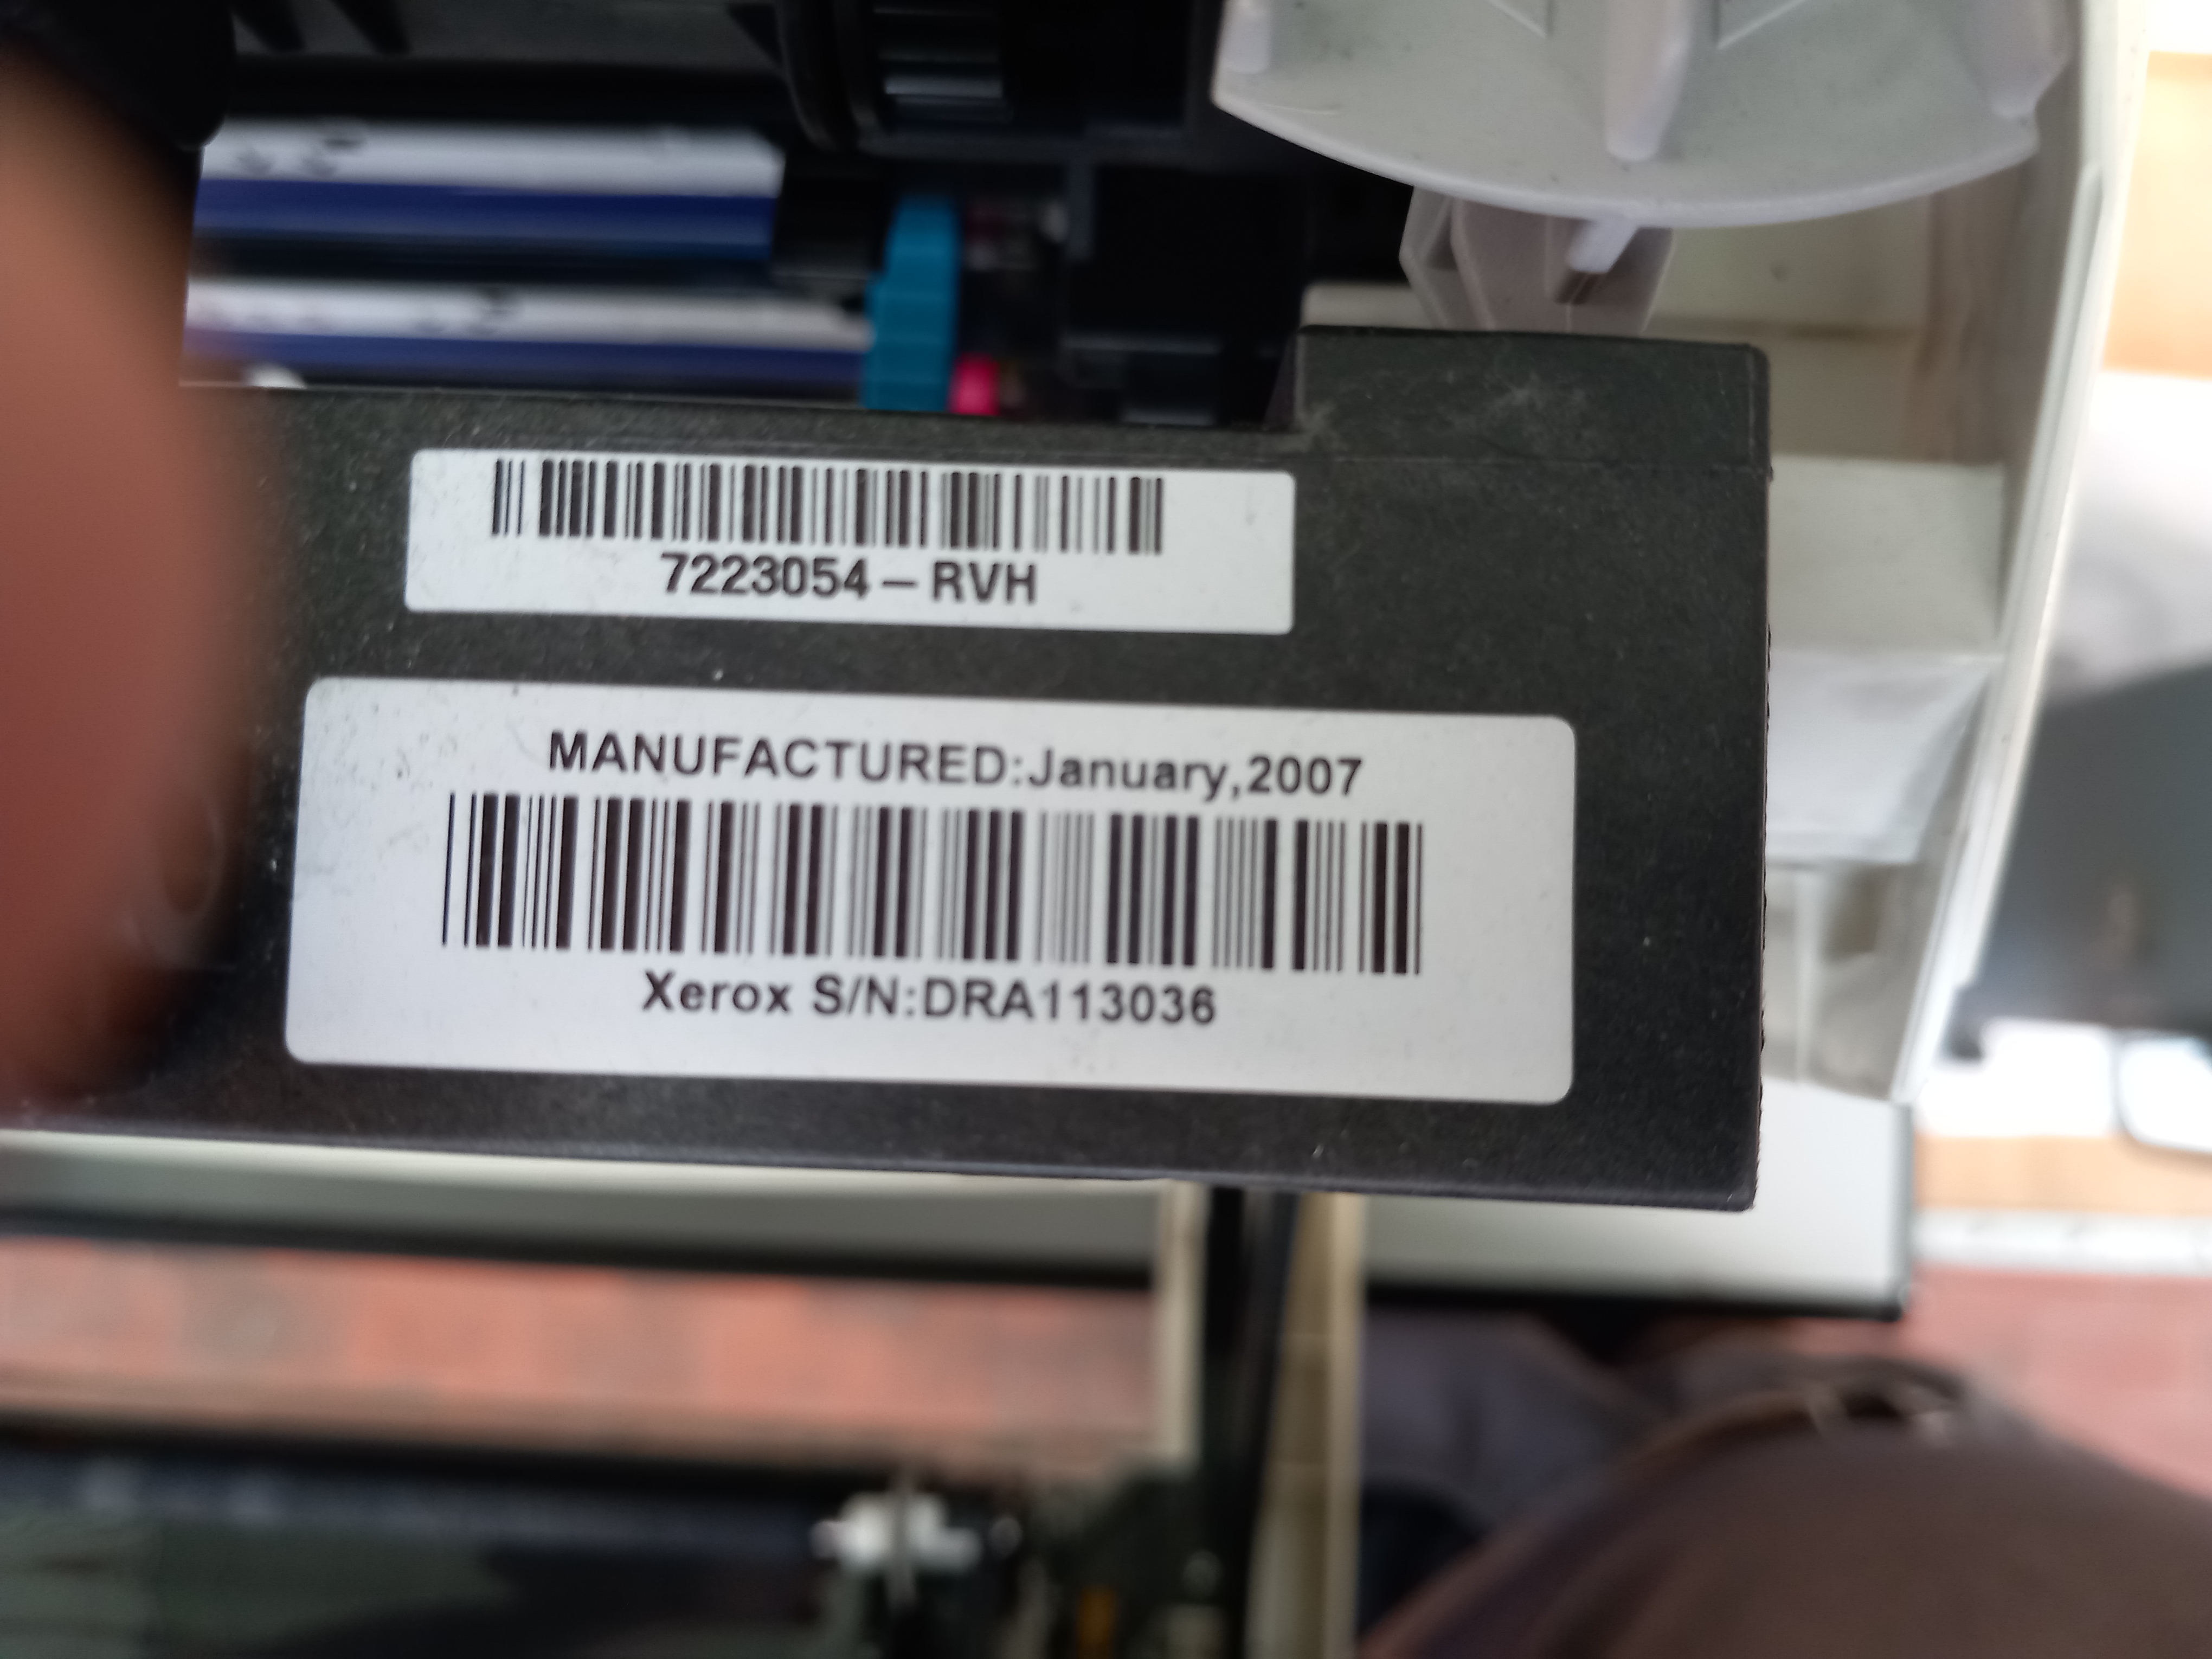 7223054-RVH
MANUFACTURED:January,2007
Xerox S/N:DRA113036